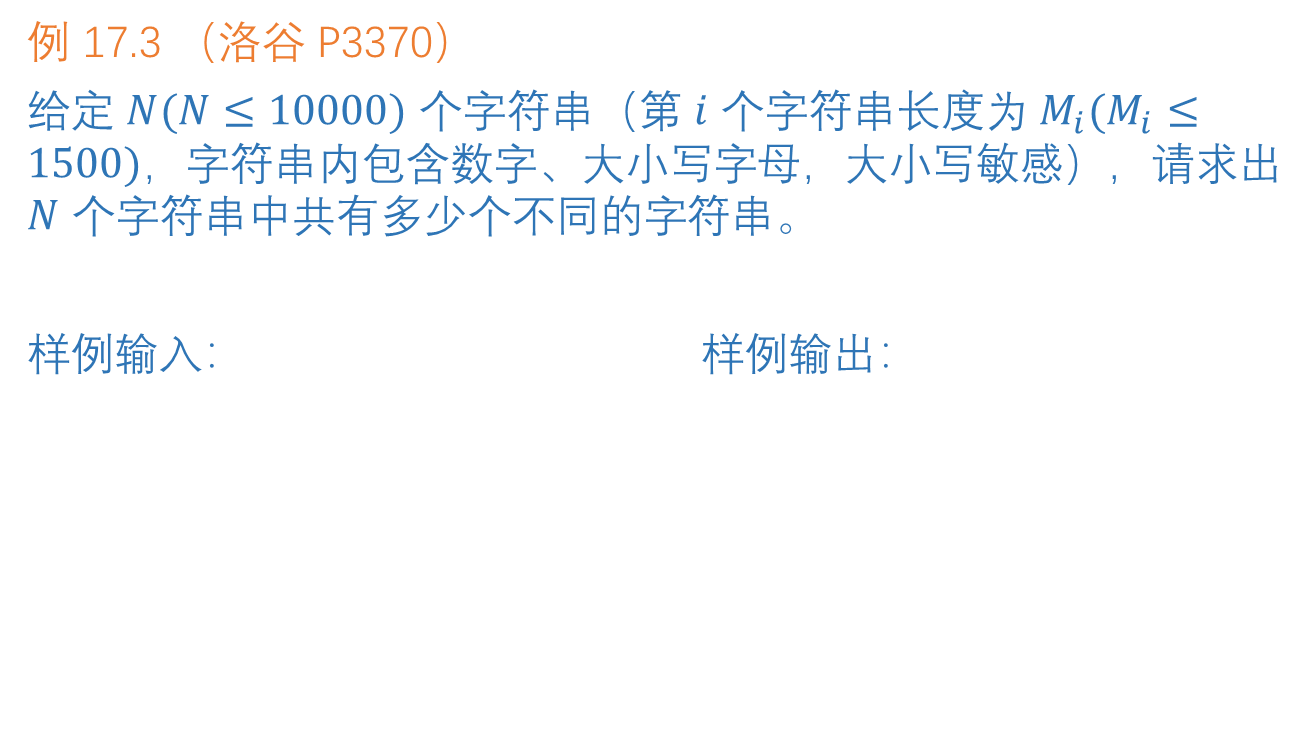 例 17.3 （洛谷 P3370）
给定 N(N ≤ 10000) 个字符串（第 i 个字符串长度为 Mᵢ(Mᵢ ≤
1500)，字符串内包含数字、大小写字母，大小写敏感），请求出
N 个字符串中共有多少个不同的字符串。
样例输入： 样例输出：